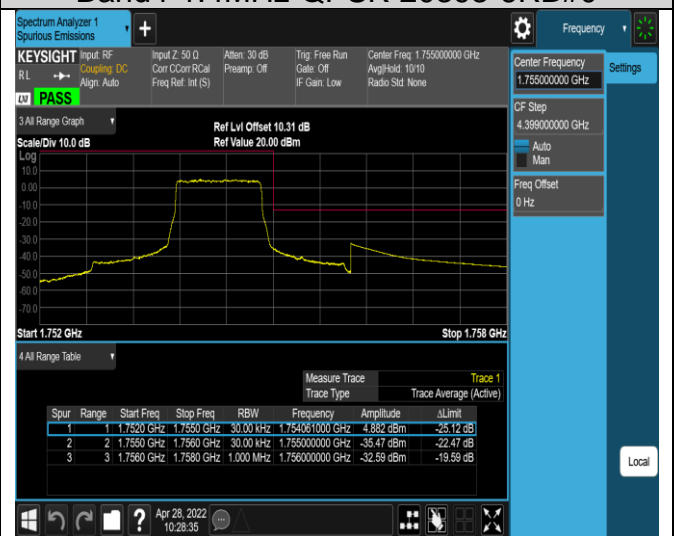 Spectrum Analyzer 1
Spurious Emissions
Frequency
KEYSIGHT
RL
Input: RF
Coupling: DC
Align: Auto
Input Z: 50 Ω
Corr CCorr RCal
Freq Ref: Int (S)
Atten: 30 dB
Preamp: Off
Trig: Free Run
Gate: Off
IF Gain: Low
Center Freq: 1.755000000 GHz
Avg|Hold: 10/10
Radio Std: None
LXI PASS
3 All Range Graph
Ref Lvl Offset 10.31 dB
Scale/Div 10.0 dB
Ref Value 20.00 dBm
Log
10.0
0.00
-10.0
-20.0
-30.0
-40.0
-50.0
-60.0
-70.0
Start 1.752 GHz
Stop 1.758 GHz
4 All Range Table
Measure Trace Trace 1
Trace Type Trace Average (Active)
Spur Range Start Freq Stop Freq RBW Frequency Amplitude ΔLimit
1 1 1.7520 GHz 1.7550 GHz 30.00 kHz 1.754061000 GHz 4.882 dBm -25.12 dB
2 2 1.7550 GHz 1.7560 GHz 30.00 kHz 1.755000000 GHz -35.47 dBm -22.47 dB
3 3 1.7560 GHz 1.7580 GHz 1.000 MHz 1.756000000 GHz -32.59 dBm -19.59 dB
Center Frequency
1.755000000 GHz
Settings
CF Step
4.399000000 GHz
Auto
Man
Freq Offset
0 Hz
Local
Apr 28, 2022
10:28:35